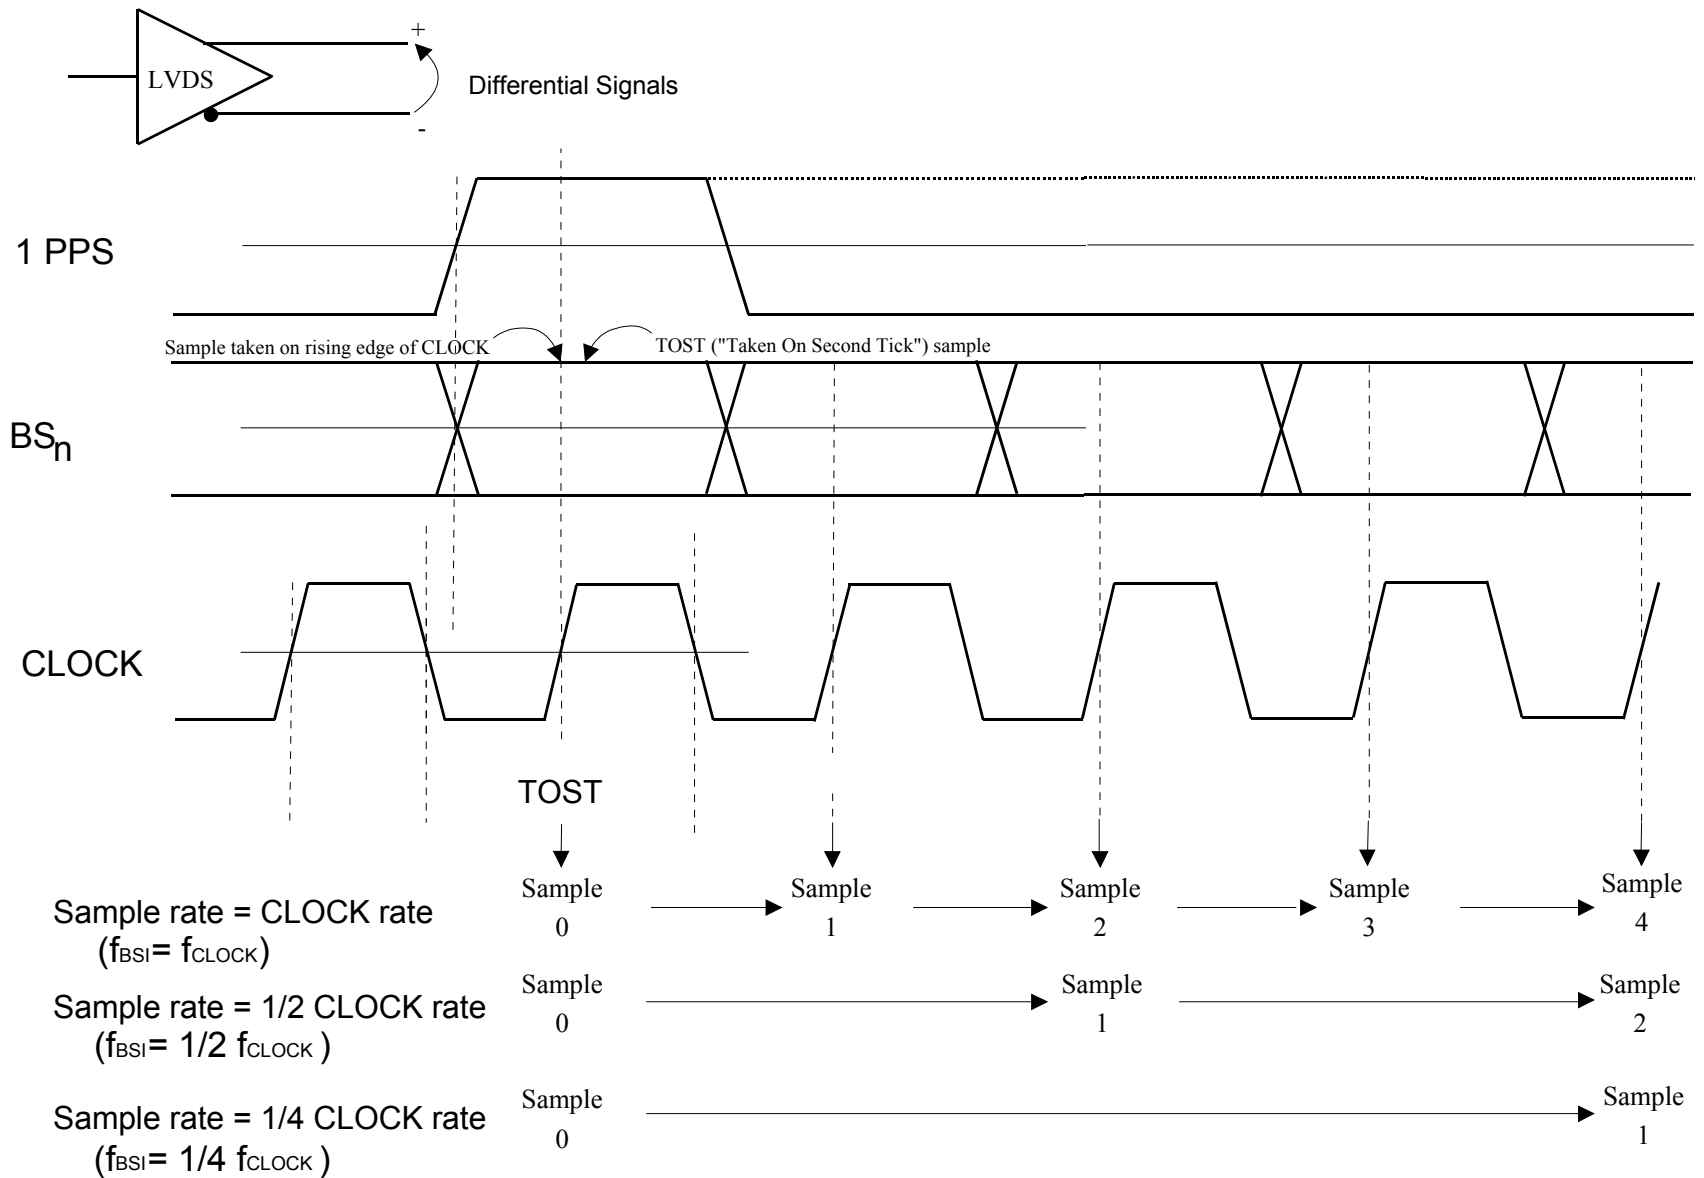 +
LVDS
Differential Signals
-
1 PPS
Sample taken on rising edge of CLOCK
TOST ("Taken On Second Tick") sample
BSn
CLOCK
TOST
Sample rate = CLOCK rate
(fBSI= fCLOCK)
Sample
0
Sample
1
Sample
2
Sample
3
Sample
4
Sample rate = 1/2 CLOCK rate
(fBSI= 1/2 fCLOCK )
Sample
0
Sample
1
Sample
2
Sample rate = 1/4 CLOCK rate
(fBSI= 1/4 fCLOCK )
Sample
0
Sample
1